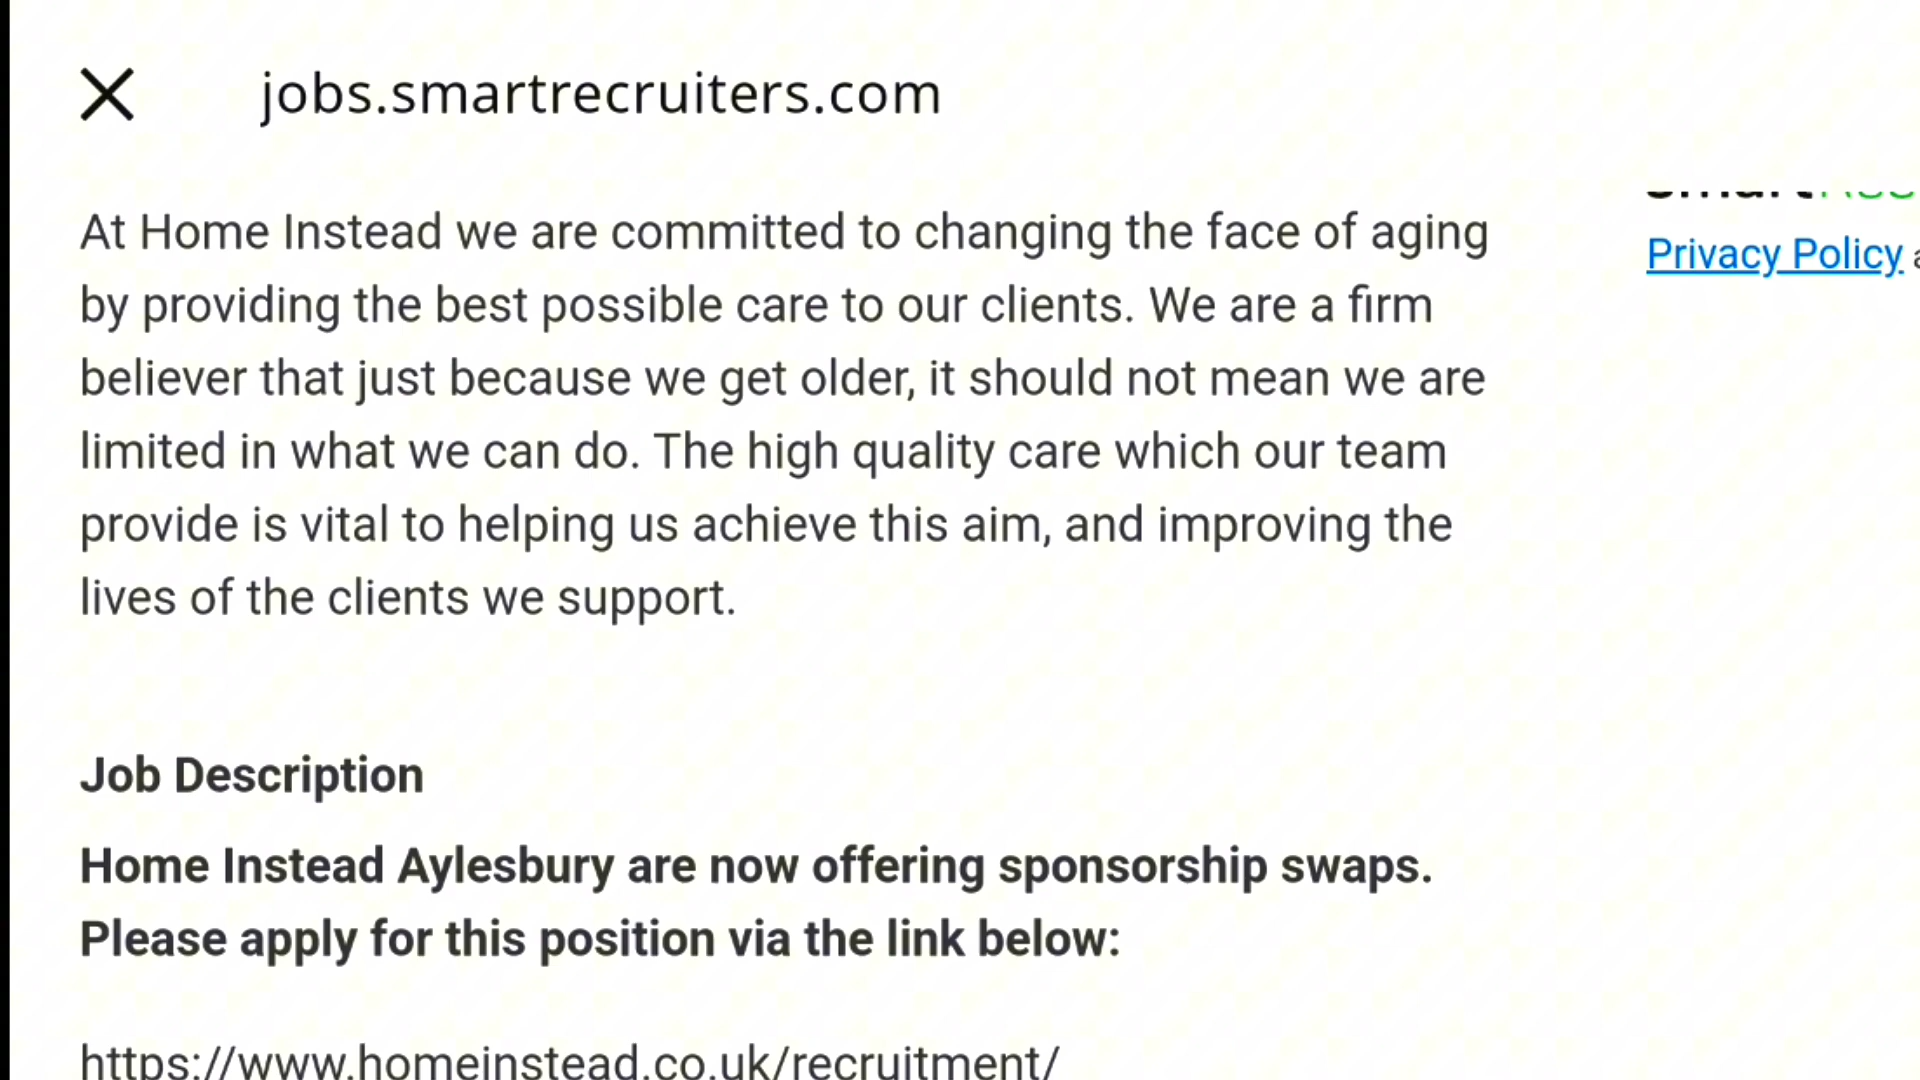 jobs.smartrecruiters.com
At Home Instead we are committed to changing the face of aging
by providing the best possible care to our clients. We are a firm
believer that just because we get older, it should not mean we are
limited in what we can do. The high quality care which our team
provide is vital to helping us achieve this aim, and improving the
lives of the clients we support.
Privacy Policy
Job Description
Home Instead Aylesbury are now offering sponsorship swaps.
Please apply for this position via the link below:
https://www.homeinstead.co.uk/recruitment/